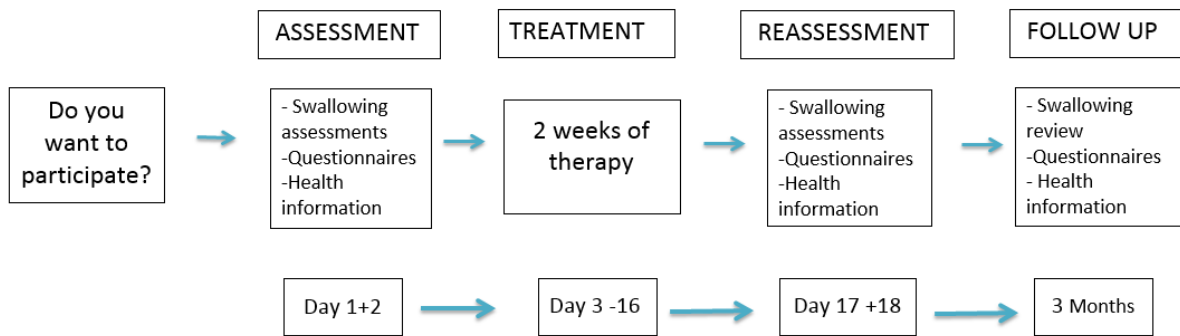 ASSESSMENT
TREATMENT
REASSESSMENT
FOLLOW UP
Do you
want to
participate?
- Swallowing
assessments
-Questionnaires
-Health
information
2 weeks of
therapy
- Swallowing
assessments
-Questionnaires
-Health
information
- Swallowing
review
-Questionnaires
- Health
information
Day 1+2
Day 3 -16
Day 17 +18
3 Months